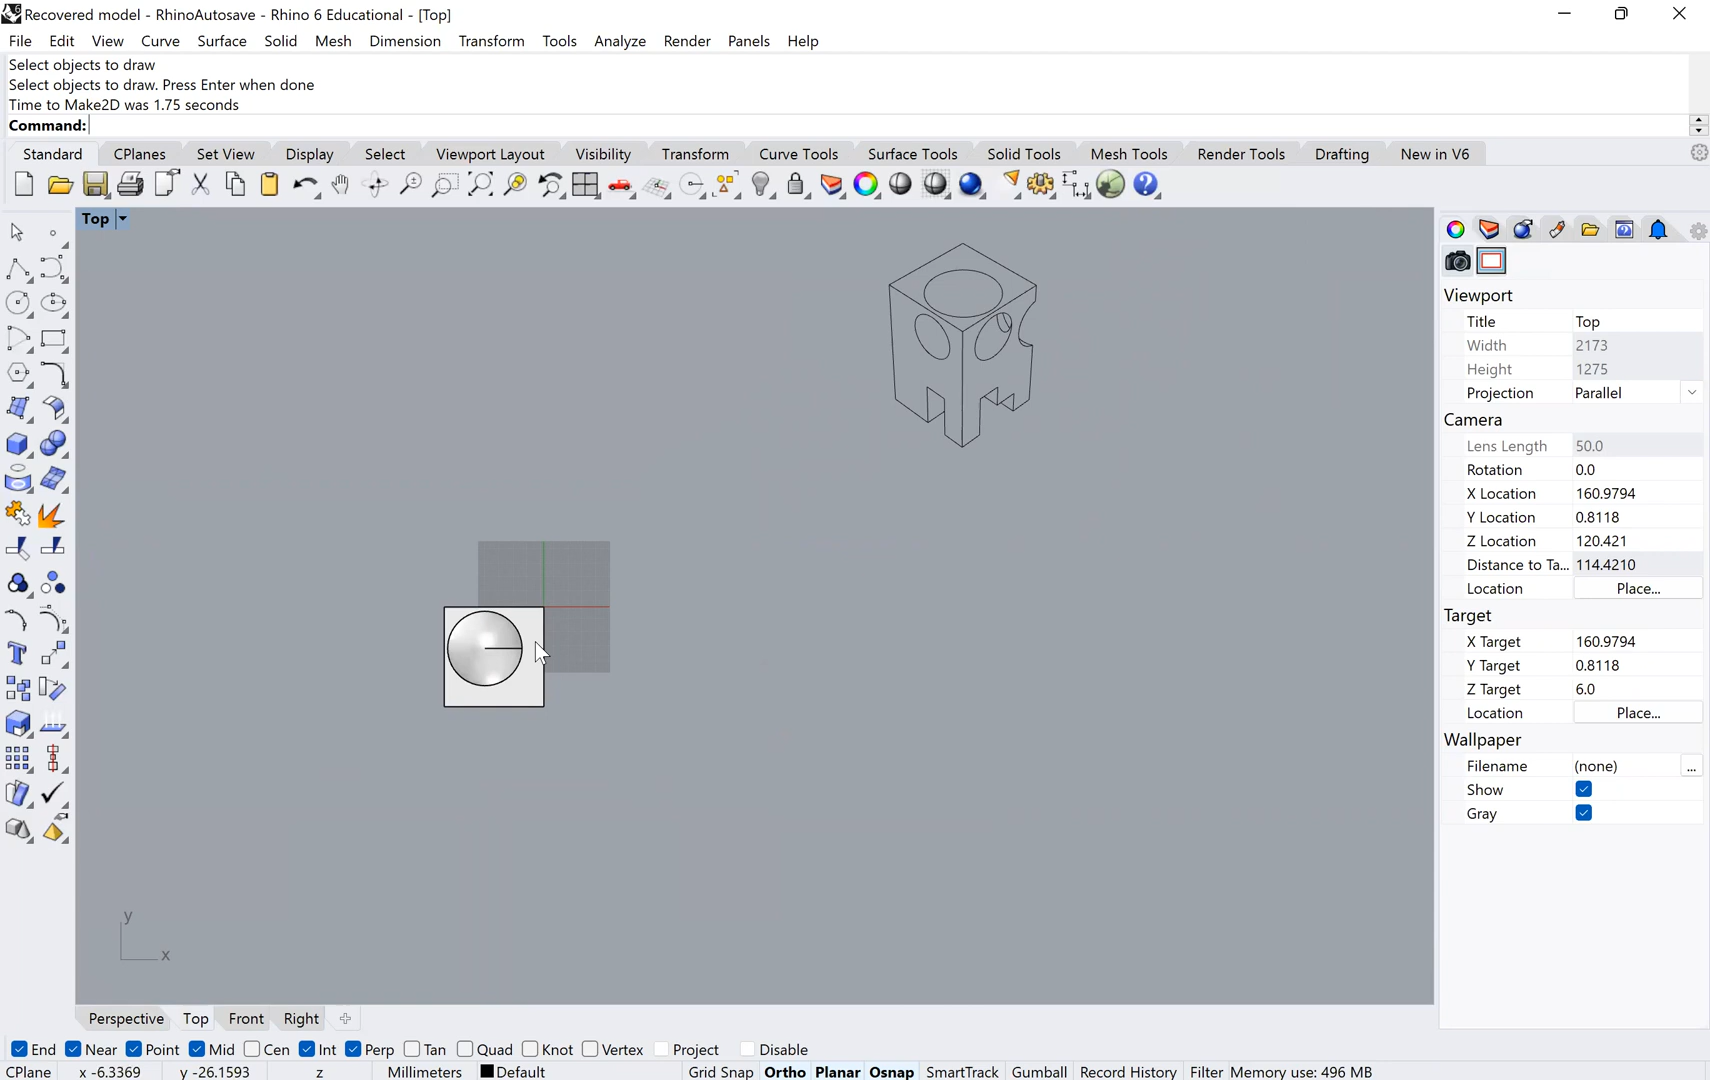 Recovered model - RhinoAutosave - Rhino 6 Educational - [Top]
File Edit View Curve Surface Solid Mesh Dimension Transform Tools Analyze Render Panels Help
Select objects to draw
Select objects to draw. Press Enter when done
Time to Make2D was 1.75 seconds
Command:
Standard CPlanes Set View Display Select Viewport Layout Visibility Transform Curve Tools Surface Tools Solid Tools Mesh Tools Render Tools Drafting New in V6
Top
Viewport
Title Top
Width 2173
Height 1275
Projection Parallel
Camera
Lens Length 50.0
Rotation 0.0
X Location 160.9794
Y Location 0.8118
Z Location 120.421
Distance to Ta... 114.4210
Location Place...
Target
X Target 160.9794
Y Target 0.8118
Z Target 6.0
Location Place...
Wallpaper
Filename (none) ...
Show
Gray
y
x
Perspective Top Front Right
End Near Point Mid Cen Int Perp Tan Quad Knot Vertex Project Disable
CPlane x -6.3369 y -26.1593 z Millimeters Default Grid Snap Ortho Planar Osnap SmartTrack Gumball Record History Filter Memory use: 496 MB